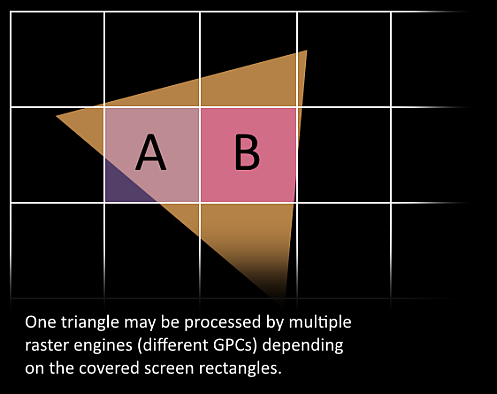 A B
One triangle may be processed by multiple
raster engines (different GPCs) depending
on the covered screen rectangles.